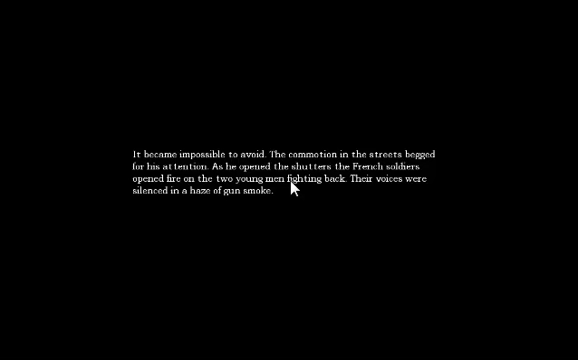 It became impossible to avoid. The commotion in the streets begged
for his attention. As he opened the shutters the French soldiers
opened fire on the two young men fighting back. Their voices were
silenced in a haze of gun smoke.